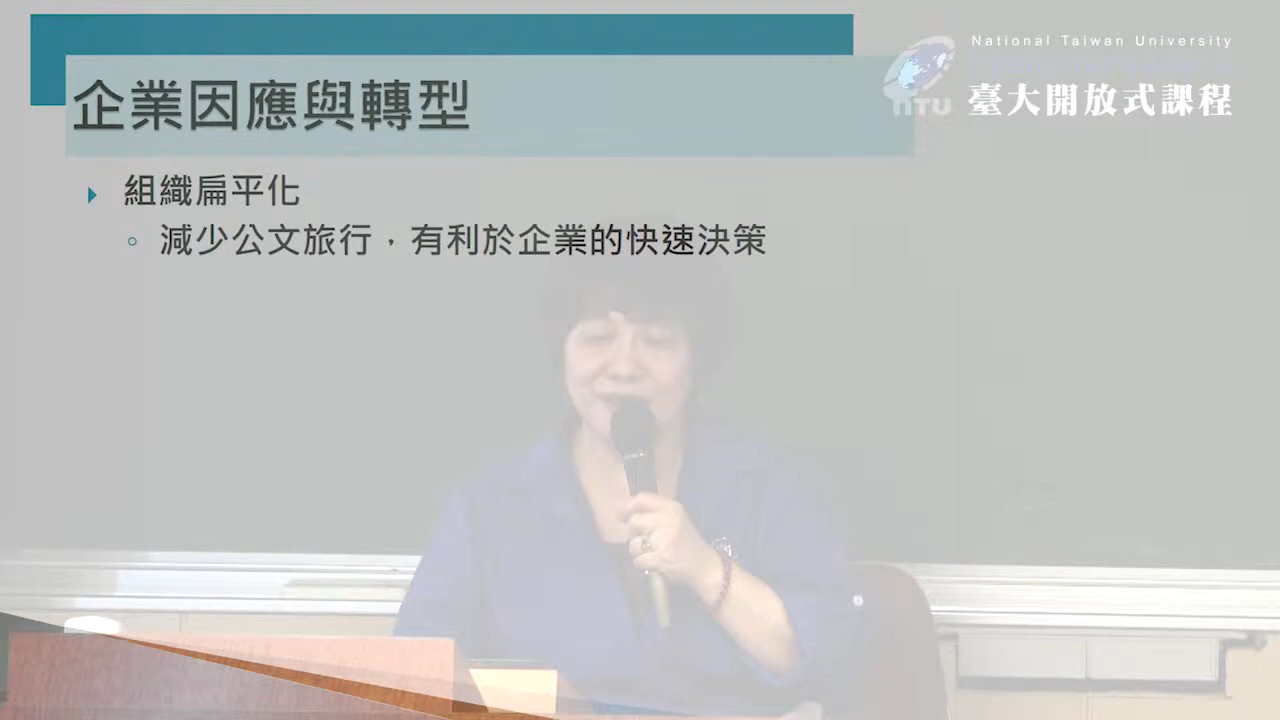 National Taiwan University
臺大開放式課程
NTU
企業因應與轉型
組織扁平化
減少公文旅行，有利於企業的快速決策